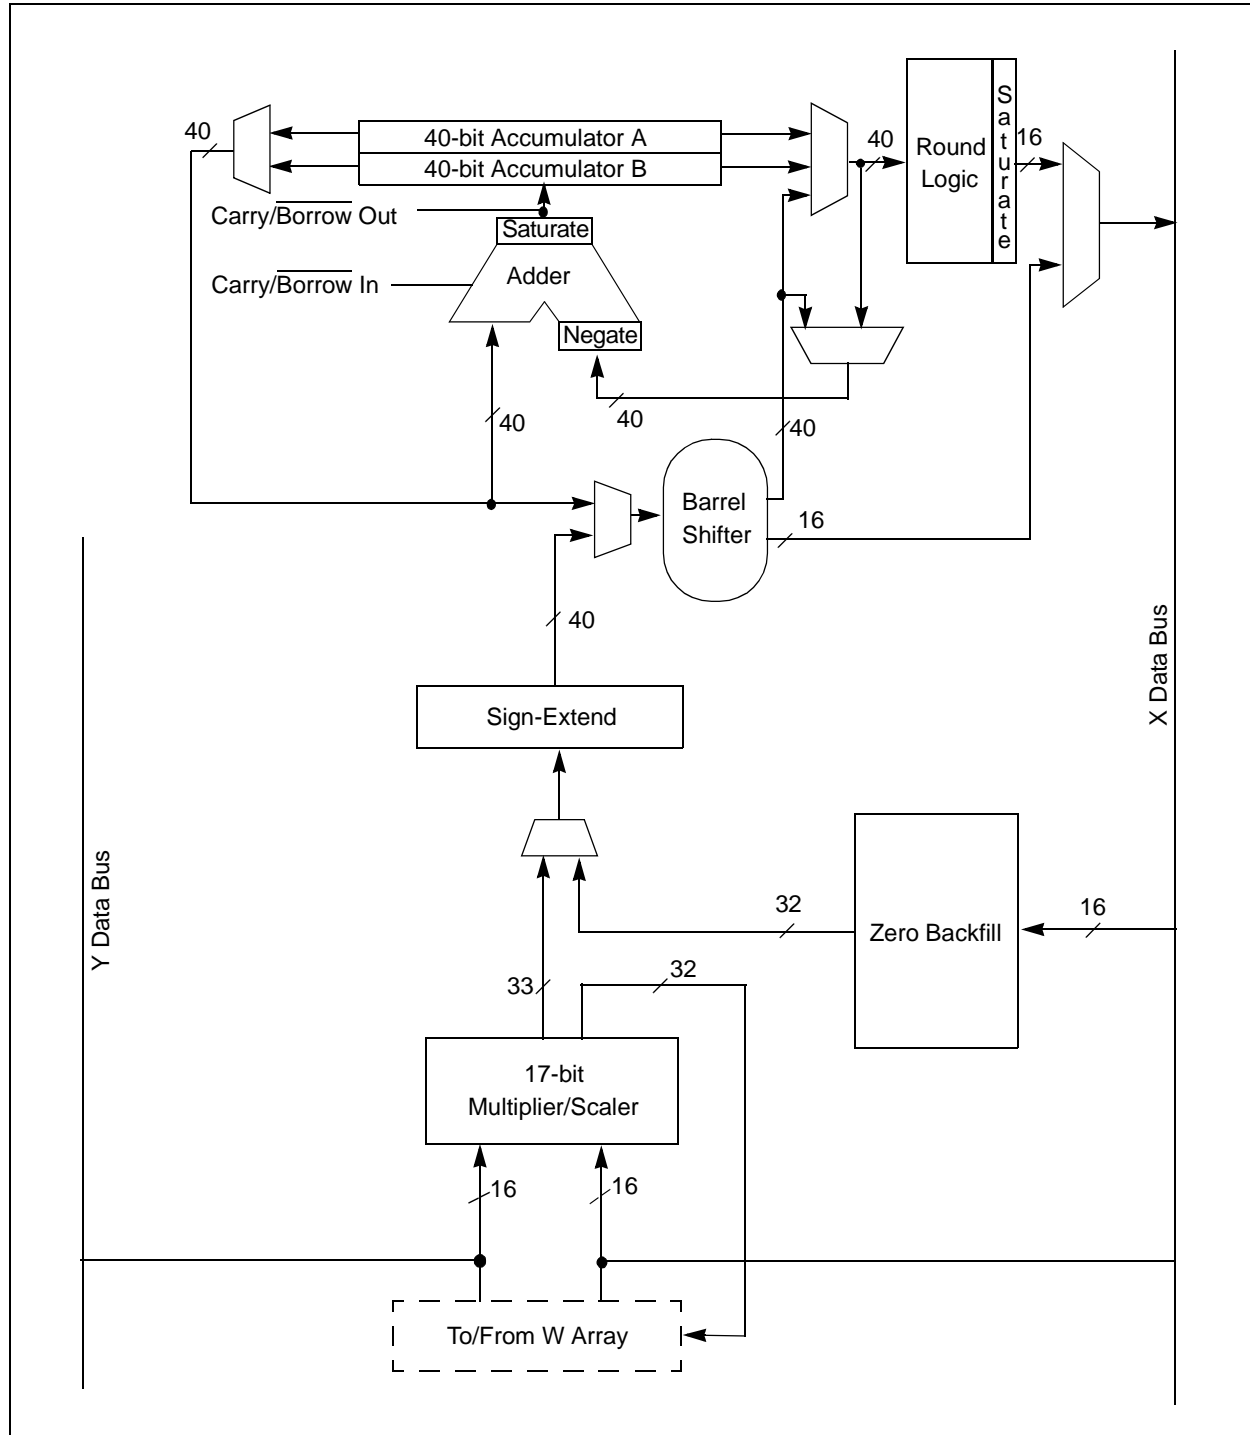 40
40-bit Accumulator A
40-bit Accumulator B
40
Round
Logic
Saturate
16
Carry/Borrow Out
Saturate
Carry/Borrow In
Adder
Negate
40
40
40
Barrel
Shifter
16
40
X Data Bus
Sign-Extend
Y Data Bus
32
Zero Backfill
16
33
32
17-bit
Multiplier/Scaler
16
16
To/From W Array